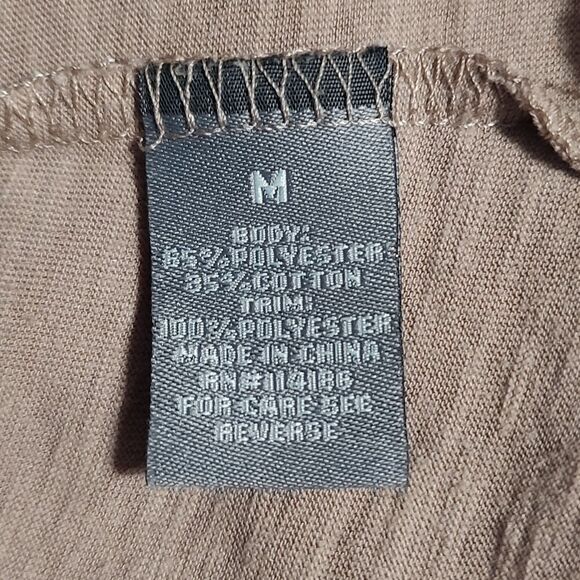 M
BODY:
65% POLYESTER
35% COTTON
TRIM:
100% POLYESTER
MADE IN CHINA
RN# 114186
FOR CARE SEE
REVERSE